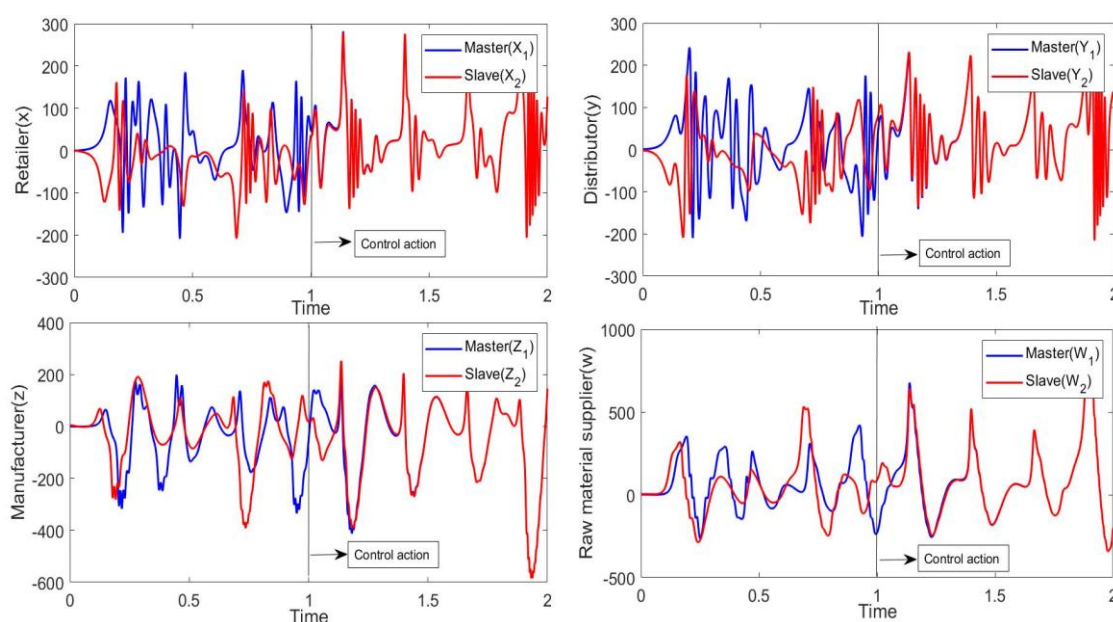 300
200
100
0
-100
-200
-300
Retailer(x)
Master(X1)
Slave(X2)
Control action
0 0.5 1 1.5 2
Time
300
200
100
0
-100
-200
-300
Distributor(y)
Master(Y1)
Slave(Y2)
Control action
0 0.5 1 1.5 2
Time
400
200
0
-200
-400
-600
Manufacturer(z)
Master(Z1)
Slave(Z2)
Control action
0 0.5 1 1.5 2
Time
1000
500
0
-500
Raw material supplier(w)
Master(W1)
Slave(W2)
Control action
0 0.5 1 1.5 2
Time